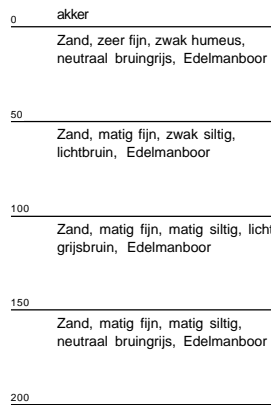 akker
0
Zand, zeer fijn, zwak humeus,
neutraal bruingrijs, Edelmanboor
50
Zand, matig fijn, zwak siltig,
lichtbruin, Edelmanboor
100
Zand, matig fijn, matig siltig, licht
grijsbruin, Edelmanboor
150
Zand, matig fijn, matig siltig,
neutraal bruingrijs, Edelmanboor
200